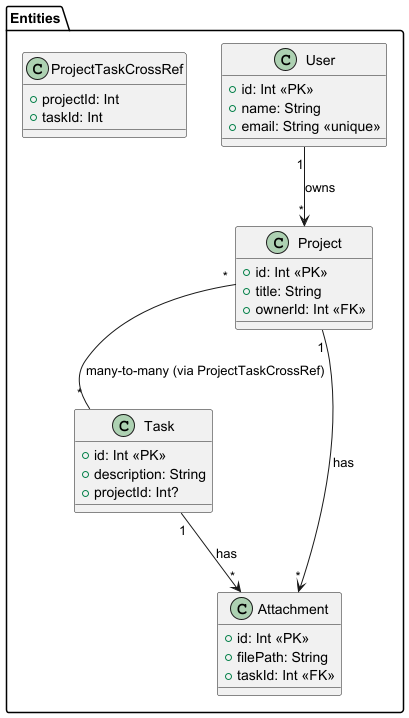 Entities
C ProjectTaskCrossRef
projectId: Int
taskId: Int
C User
id: Int «PK»
name: String
email: String «unique»
1
owns
*
C Project
id: Int «PK»
title: String
ownerId: Int «FK»
*
1
many-to-many (via ProjectTaskCrossRef)
*
C Task
id: Int «PK»
description: String
projectId: Int?
has
1
has
*
*
C Attachment
id: Int «PK»
filePath: String
taskId: Int «FK»